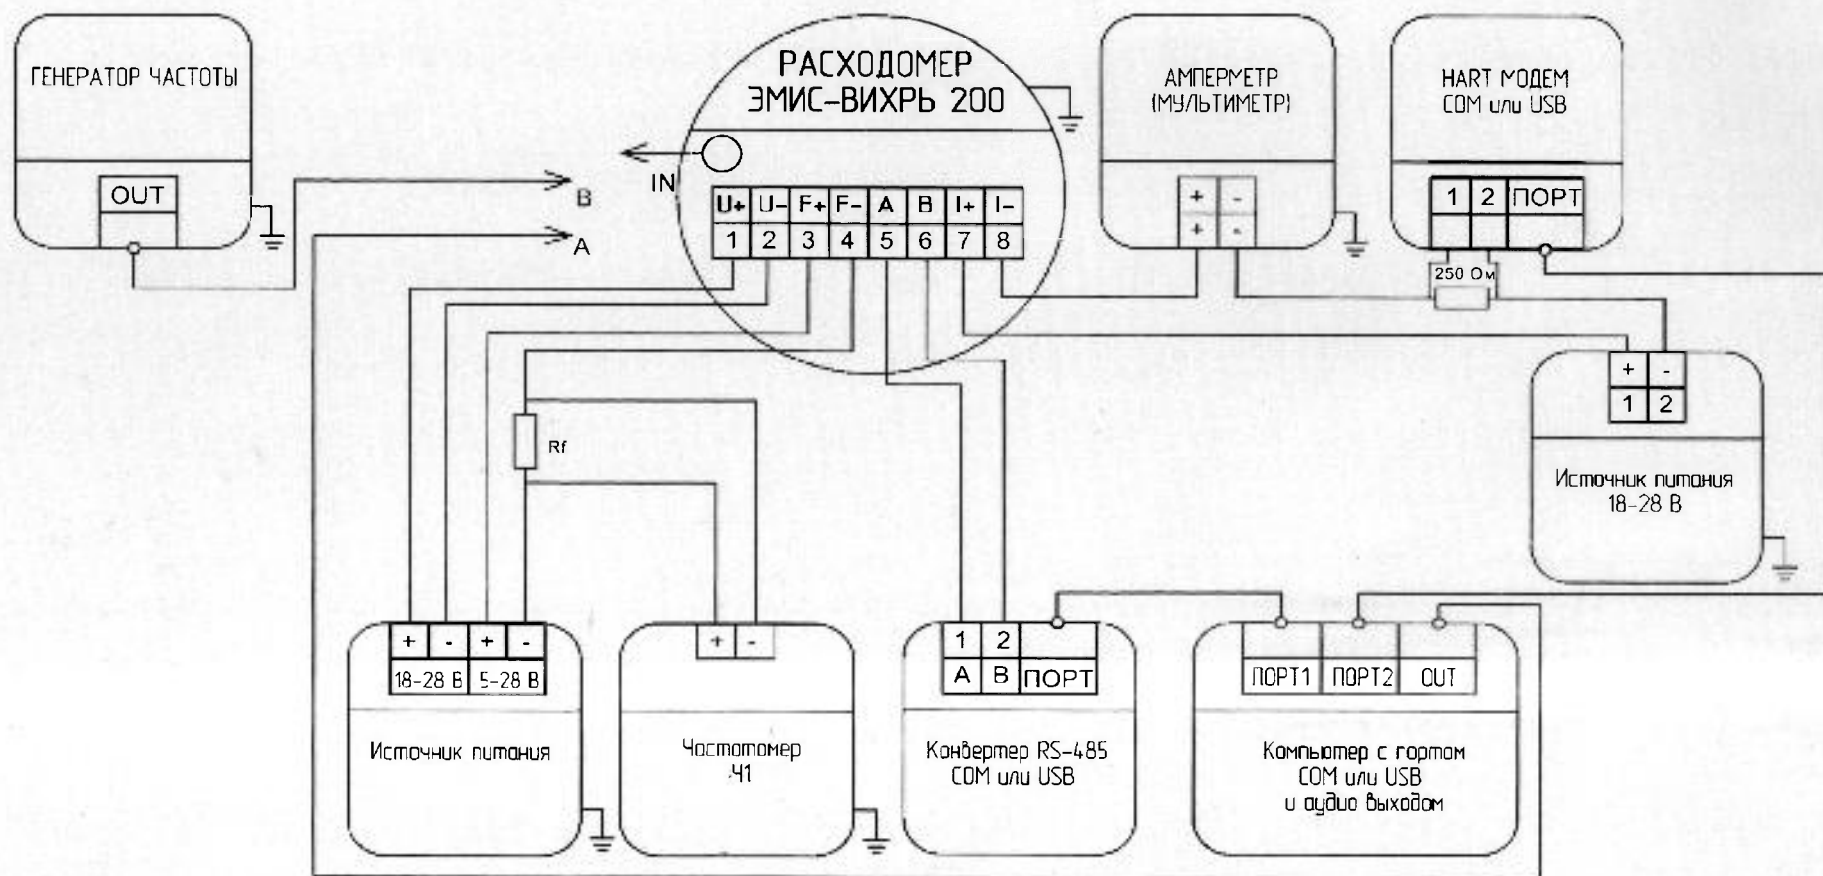 ГЕНЕРАТОР ЧАСТОТЫ
OUT
B
A
РАСХОДОМЕР
ЭМИС-ВИХРЬ 200
IN
U+ U- F+ F- A B I+ I-
1 2 3 4 5 6 7 8
АМПЕРМЕТР
(МУЛЬТИМЕТР)
+ -
+ -
HART МОДЕМ
COM или USB
1 2 ПОРТ
250 Ом
+ -
1 2
Источник питания
18-28 В
Rf
+ - + -
18-28 В 5-28 В
Источник питания
+ -
Частотомер
Ч1
1 2
A B ПОРТ
Конвертер RS-485
COM или USB
ПОРТ1 ПОРТ2 OUT
Компьютер с гортом
COM или USB
и аудио выходом